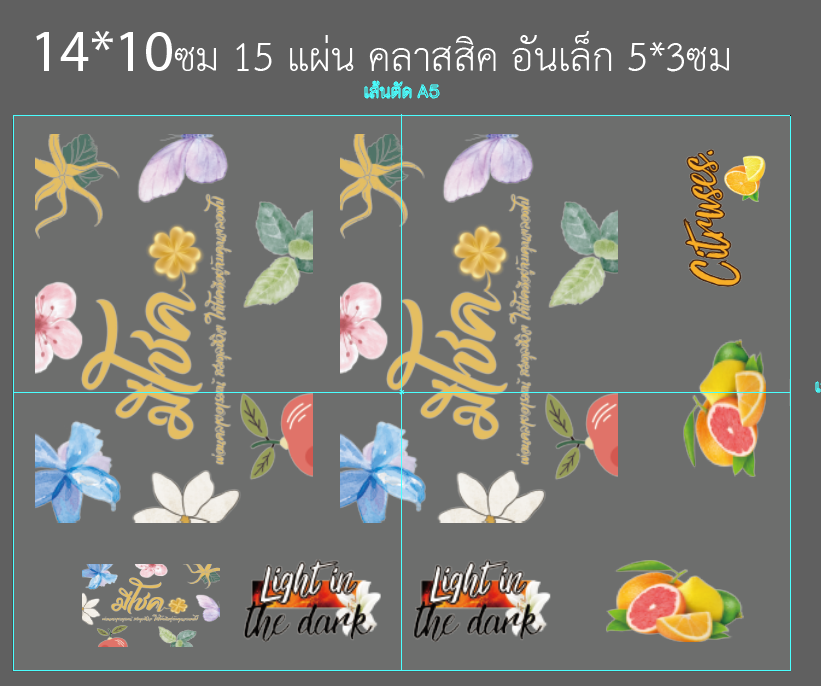 14*10ซม 15 แผ่น คลาสสิค อันเล็ก 5*3ซม
เส้นตัด A5
มีโชค
มีโชค
Citruses.
มีโชค
Light in
the dark
Light in
the dark